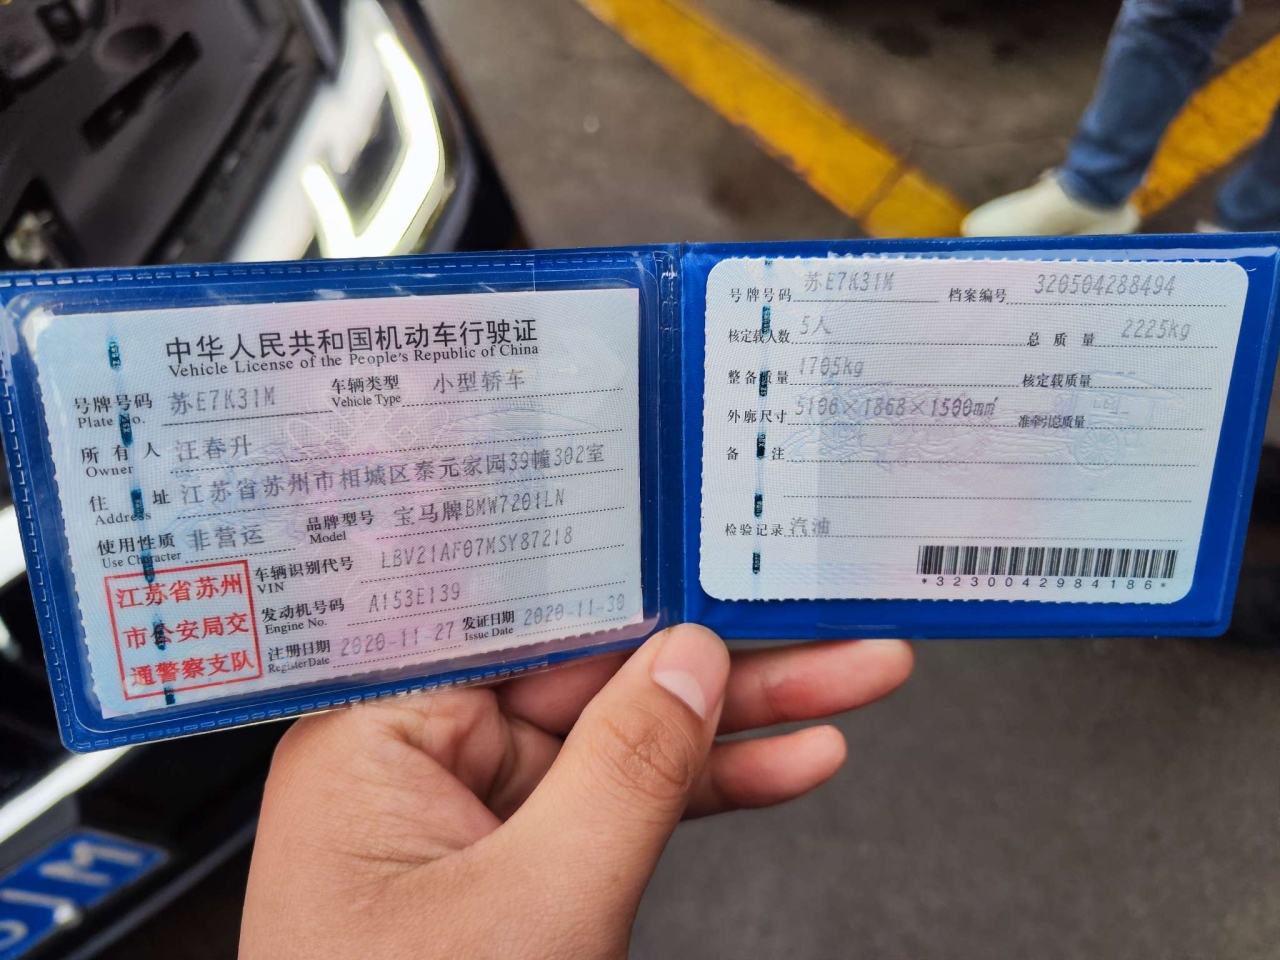 中华人民共和国机动车行驶证
Vehicle License of the People's Republic of China
号牌号码 苏E7K31M 车辆类型 小型轿车
Plate No. Vehicle Type
所有人 汪春升
Owner
住址 江苏省苏州市相城区秦元家园39幢302室
Address
使用性质 非营运 品牌型号 宝马牌BMW7201LN
Use Character Model
车辆识别代号 LBV21AF07MSY87218
VIN
发动机号码 A153E139
Engine No.
注册日期 2020-11-27 发证日期 2020-11-30
Register Date Issue Date
江苏省苏州
市公安局交
通警察支队
号牌号码 苏E7K31M 档案编号 320504288494
核定载人数 5人 总质量 2225kg
整备质量 1705kg 核定载质量 --
外廓尺寸 5106×1868×1500mm 准牵引总质量 --
备注
检验记录 汽油
*3230042984186*
31M